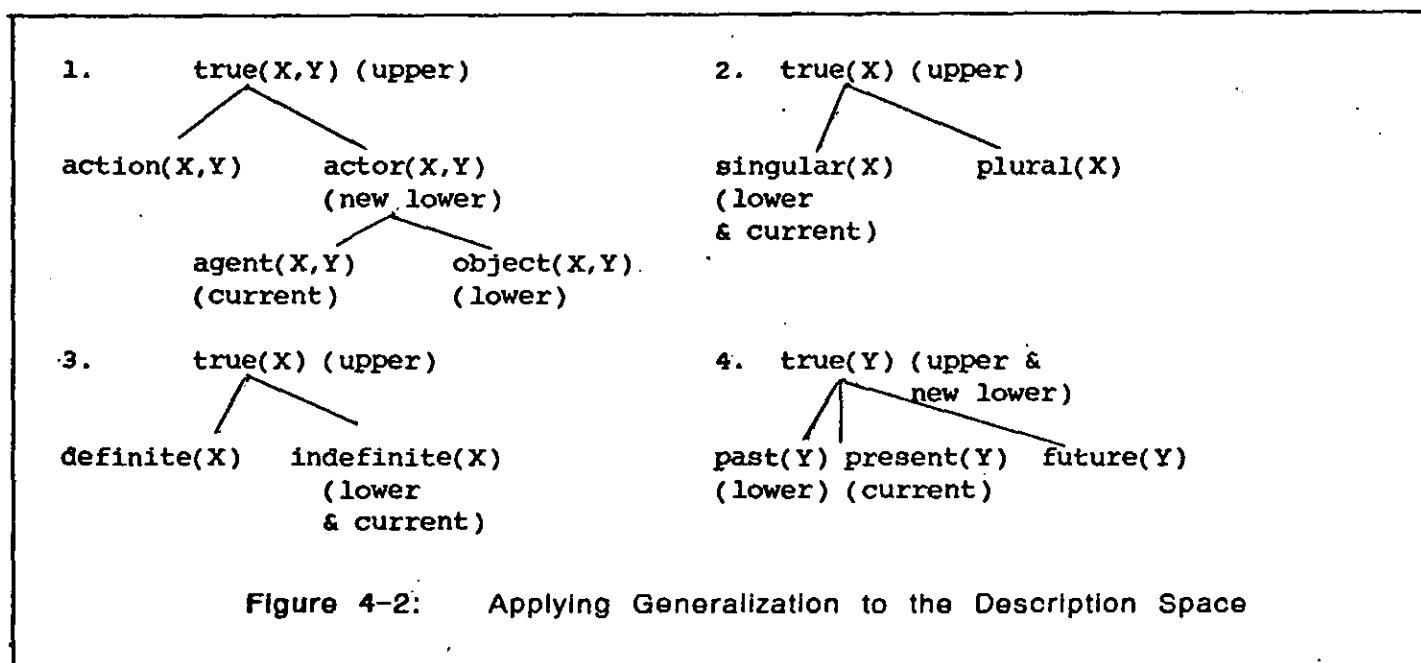 1. true(X,Y) (upper) 2. true(X) (upper)
action(X,Y) actor(X,Y) singular(X) plural(X)
(new lower) (lower
& current)
agent(X,Y) object(X,Y)
(current) (lower)
3. true(X) (upper) 4. true(Y) (upper &
new lower)
definite(X) indefinite(X) past(Y) present(Y) future(Y)
(lower (lower) (current)
& current)
Figure 4-2: Applying Generalization to the Description Space